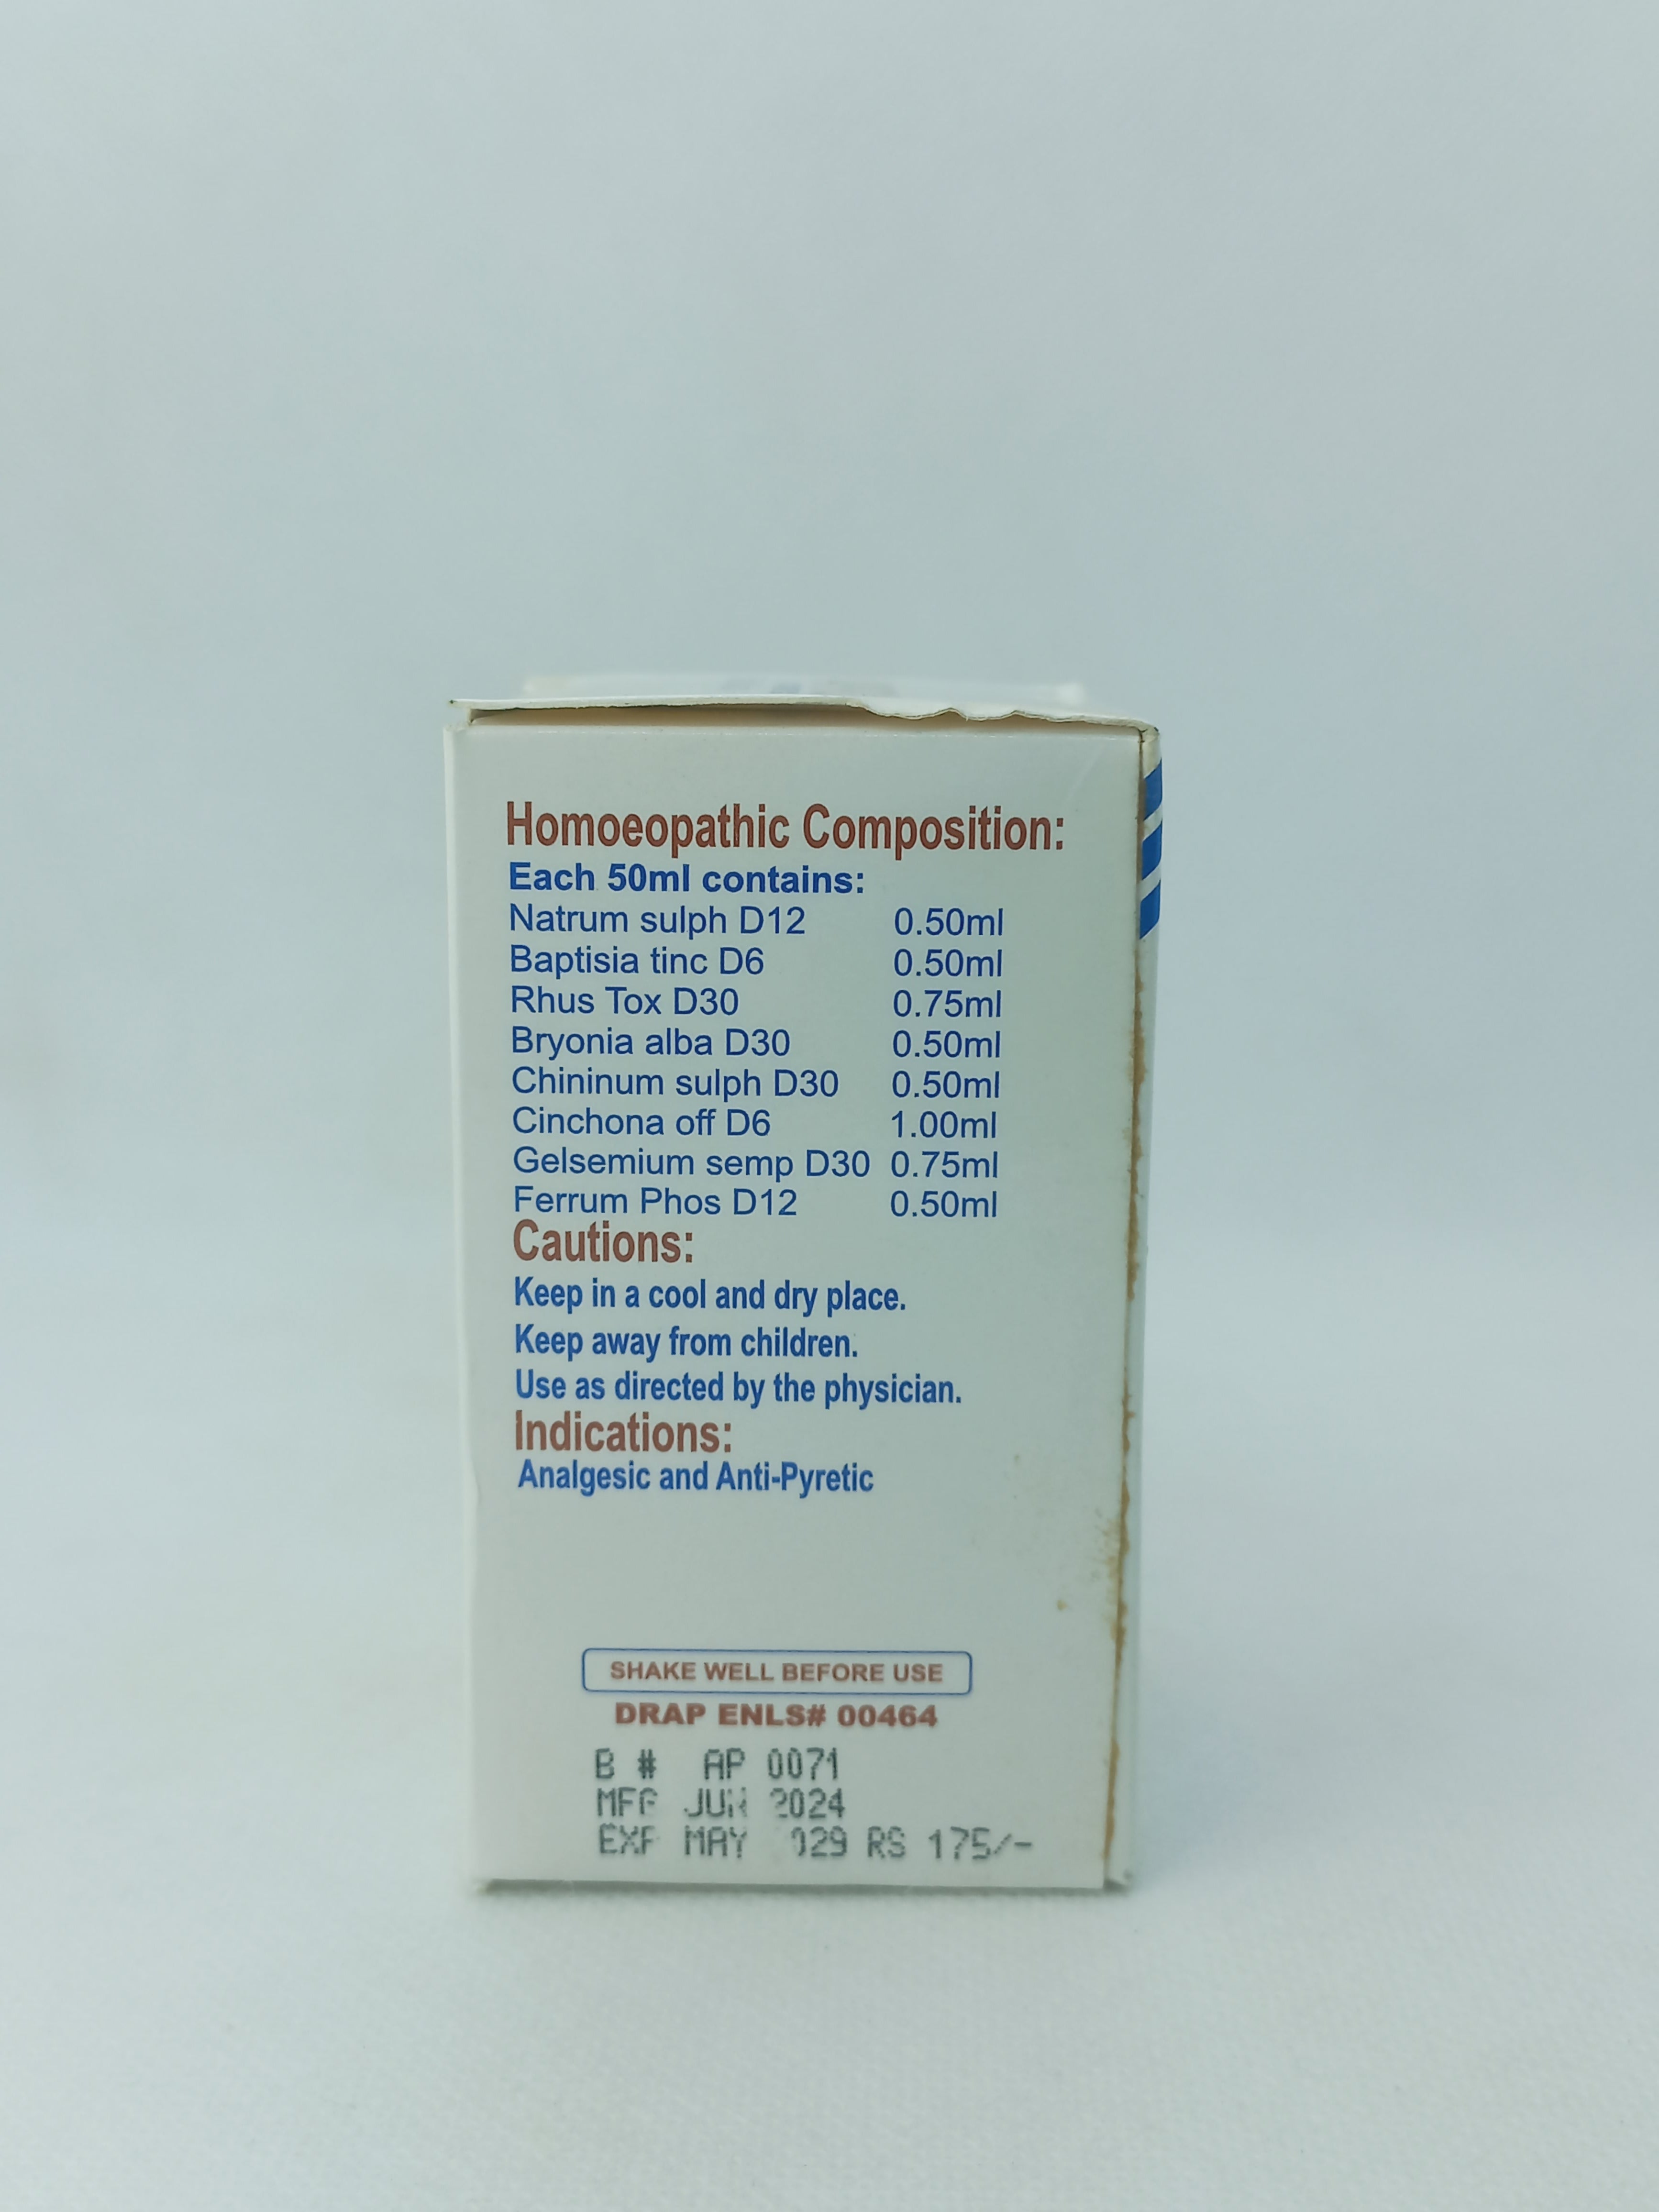 Homoeopathic Composition:
Each 50ml contains:
Natrum sulph D12 0.50ml
Baptisia tinc D6 0.50ml
Rhus Tox D30 0.75ml
Bryonia alba D30 0.50ml
Chininum sulph D30 0.50ml
Cinchona off D6 1.00ml
Gelsemium semp D30 0.75ml
Ferrum Phos D12 0.50ml
Cautions:
Keep in a cool and dry place.
Keep away from children.
Use as directed by the physician.
Indications:
Analgesic and Anti-Pyretic
SHAKE WELL BEFORE USE
DRAP ENLS# 00464
B # AP 0071
MFG JUN 2024
EXP MAY 2029 RS 175/-